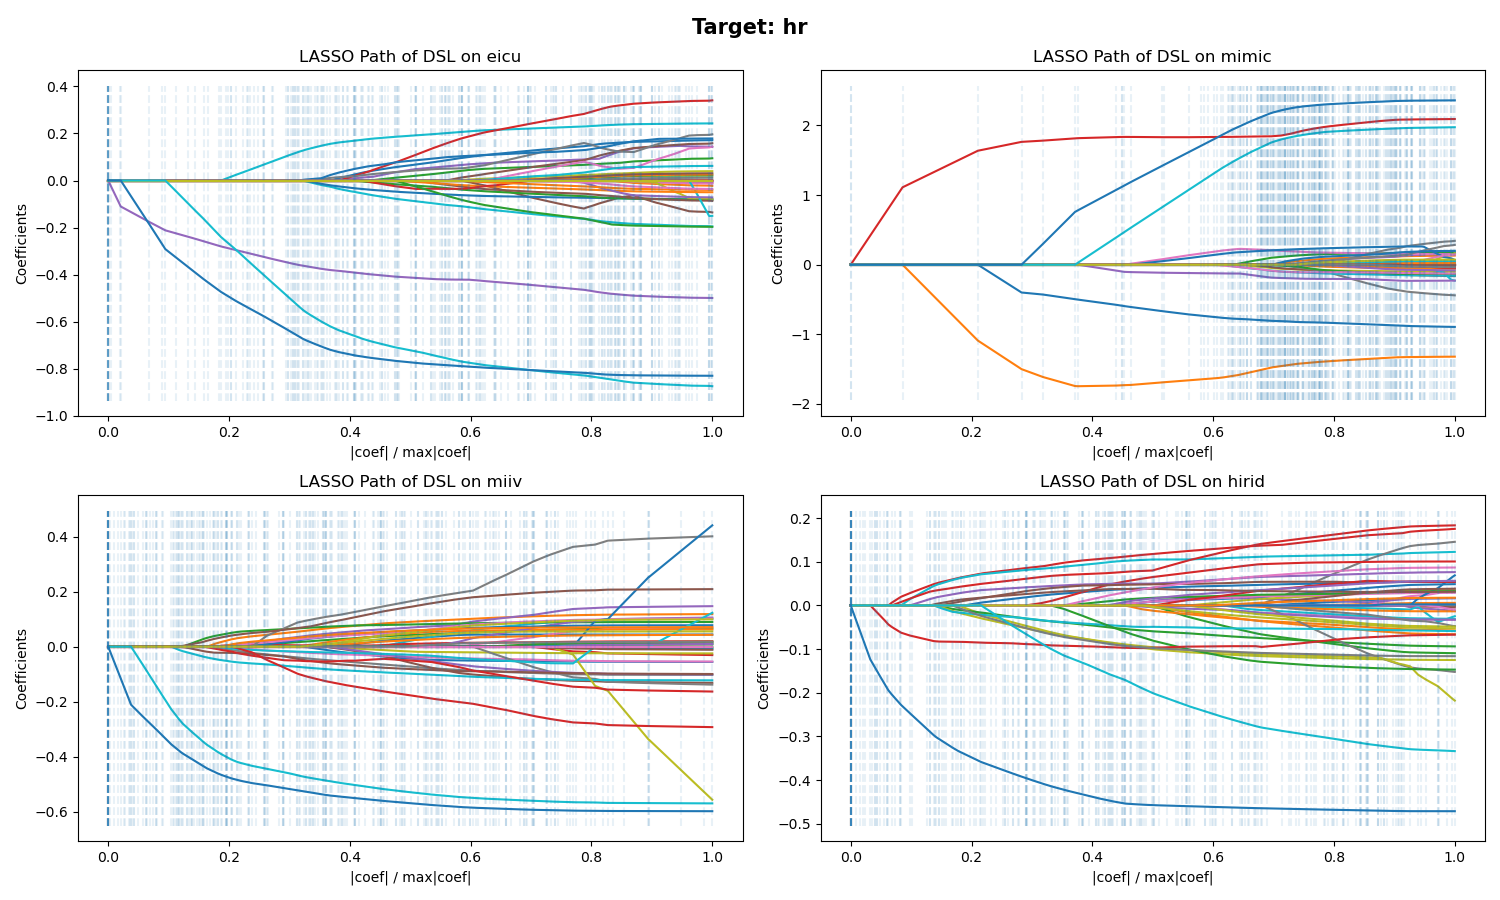 Target: hr
LASSO Path of DSL on eicu
LASSO Path of DSL on mimic
0.4
0.2
0.0
−0.2
−0.4
−0.6
−0.8
−1.0
Coefficients
0.0 0.2 0.4 0.6 0.8 1.0
|coef| / max|coef|
2
1
0
−1
−2
Coefficients
0.0 0.2 0.4 0.6 0.8 1.0
|coef| / max|coef|
LASSO Path of DSL on miiv
LASSO Path of DSL on hirid
0.4
0.2
0.0
−0.2
−0.4
−0.6
Coefficients
0.0 0.2 0.4 0.6 0.8 1.0
|coef| / max|coef|
0.2
0.1
0.0
−0.1
−0.2
−0.3
−0.4
−0.5
Coefficients
0.0 0.2 0.4 0.6 0.8 1.0
|coef| / max|coef|